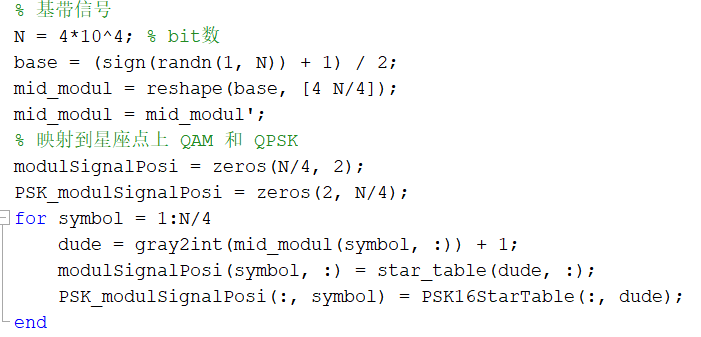 % 基带信号
N = 4*10^4; % bit数
base = (sign(randn(1, N)) + 1) / 2;
mid_modul = reshape(base, [4 N/4]);
mid_modul = mid_modul';
% 映射到星座点上 QAM 和 QPSK
modulSignalPosi = zeros(N/4, 2);
PSK_modulSignalPosi = zeros(2, N/4);
for symbol = 1:N/4
    dude = gray2int(mid_modul(symbol, :)) + 1;
    modulSignalPosi(symbol, :) = star_table(dude, :);
    PSK_modulSignalPosi(:, symbol) = PSK16StarTable(:, dude);
end